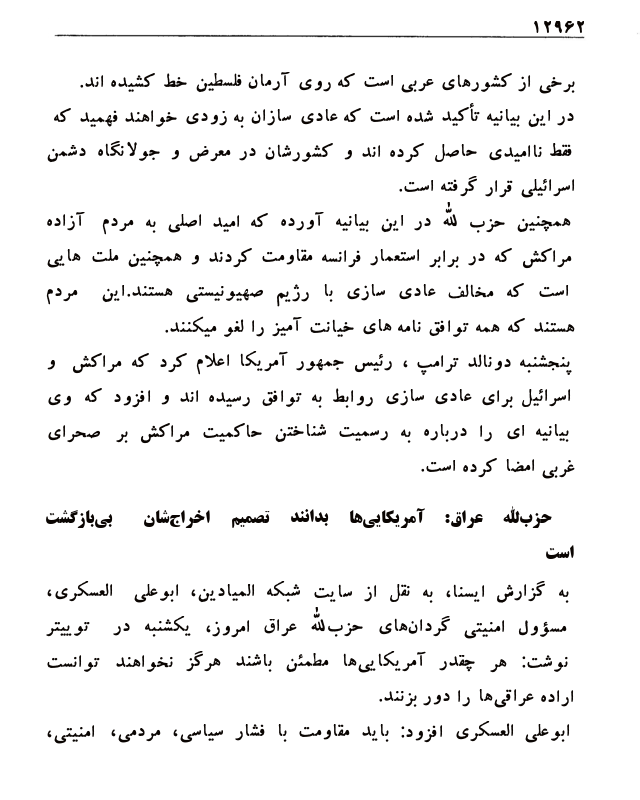 ۱۲۹۶۲
برخی از کشورهای عربی است که روی آرمان فلسطین خط کشیده اند.
در این بیانیه تأکید شده است که عادی سازان به زودی خواهند فهمید که
فقط ناامیدی حاصل کرده اند و کشورشان در معرض و جولانگاه دشمن
اسرائیلی قرار گرفته است.
همچنین حزب الله در این بیانیه آورده که امید اصلی به مردم آزاده
مراکش که در برابر استعمار فرانسه مقاومت کردند و همچنین ملت هایی
است که مخالف عادی سازی با رژیم صهیونیستی هستند.این مردم
هستند که همه توافق نامه های خیانت آمیز را لغو میکنند.
پنجشنبه دونالد ترامپ ، رئیس جمهور آمریکا اعلام کرد که مراکش و
اسرائیل برای عادی سازی روابط به توافق رسیده اند و افزود که وی
بیانیه ای را درباره به رسمیت شناختن حاکمیت مراکش بر صحرای
غربی امضا کرده است.
حزب‌الله عراق: آمریکایی‌ها بدانند تصمیم اخراج‌شان بی‌بازگشت
است
به گزارش ایسنا، به نقل از سایت شبکه المیادین، ابوعلی العسکری،
مسؤول امنیتی گردان‌های حزب‌الله عراق امروز، یکشنبه در توییتر
نوشت: هر چقدر آمریکایی‌ها مطمئن باشند هرگز نخواهند توانست
اراده عراقی‌ها را دور بزنند.
ابوعلی العسکری افزود: باید مقاومت با فشار سیاسی، مردمی، امنیتی،